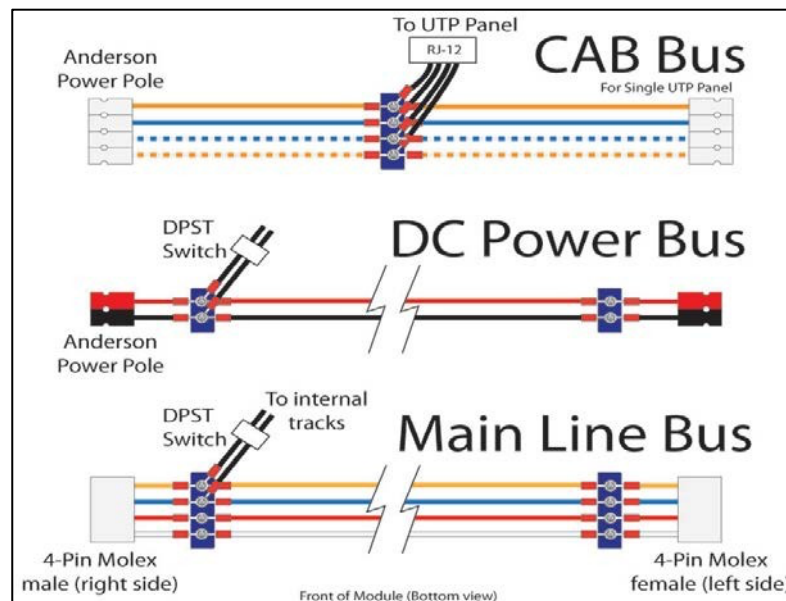 To UTP Panel
RJ-12
CAB Bus
For Single UTP Panel
Anderson
Power Pole
DPST
Switch
DC Power Bus
Anderson
Power Pole
DPST
Switch
To internal
tracks
Main Line Bus
4-Pin Molex
male (right side)
4-Pin Molex
female (left side)
Front of Module (Bottom view)